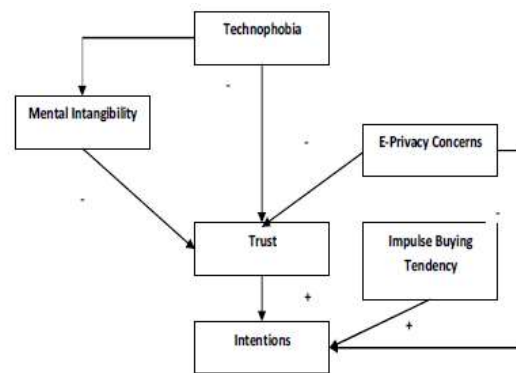 Technophobia
-
Mental Intangibility
-
E-Privacy Concerns
-
-
Trust
Impulse Buying
Tendency
+
+
Intentions